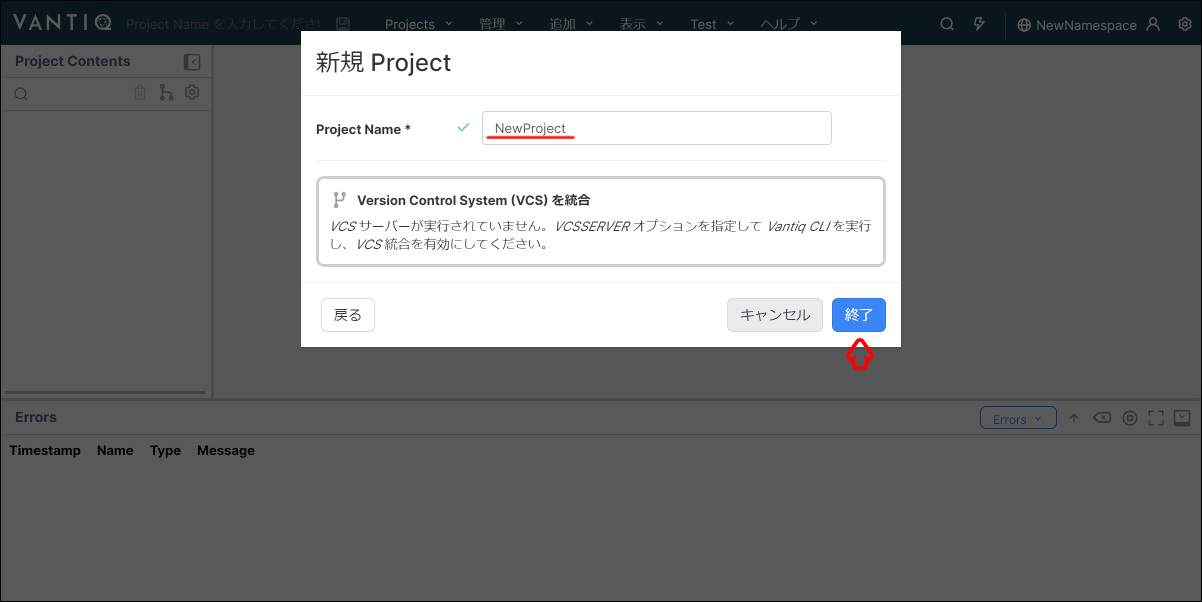 VANTIQ Project Name を入力してください Projects 管理 追加 表示 Test ヘルプ NewNamespace
Project Contents
新規 Project
Project Name * NewProject
Version Control System (VCS) を統合
VCS サーバーが実行されていません。VCSSERVER オプションを指定して Vantiq CLI を実行
し、VCS 統合を有効にしてください。
戻る キャンセル 終了
Errors Errors
Timestamp Name Type Message